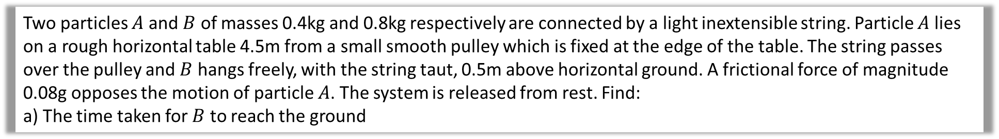 Two particles A and B of masses 0.4kg and 0.8kg respectively are connected by a light inextensible string. Particle A lies
on a rough horizontal table 4.5m from a small smooth pulley which is fixed at the edge of the table. The string passes
over the pulley and B hangs freely, with the string taut, 0.5m above horizontal ground. A frictional force of magnitude
0.08g opposes the motion of particle A. The system is released from rest. Find:
a) The time taken for B to reach the ground